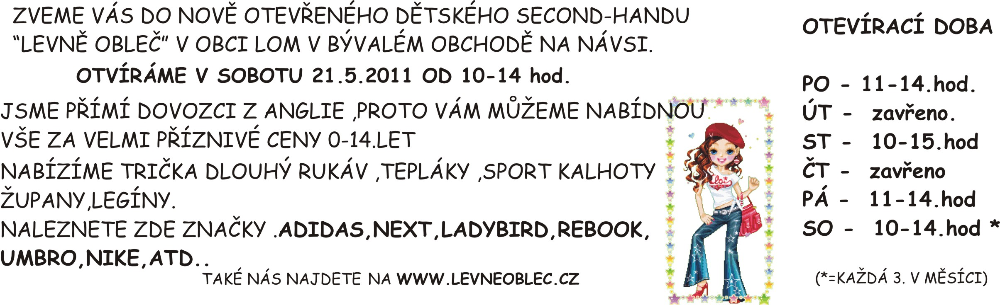 ZVEME VÁS DO NOVĚ OTEVŘENÉHO DĚTSKÉHO SECOND-HANDU
“LEVNĚ OBLEČ” V OBCI LOM V BÝVALÉM OBCHODĚ NA NÁVSI.
OTVÍRÁME V SOBOTU 21.5.2011 OD 10-14 hod.
JSME PŘÍMÍ DOVOZCI Z ANGLIE ,PROTO VÁM MŮŽEME NABÍDNOU
VŠE ZA VELMI PŘÍZNIVÉ CENY 0-14.LET
NABÍZÍME TRIČKA DLOUHÝ RUKÁV ,TEPLÁKY ,SPORT KALHOTY
ŽUPANY,LEGÍNY.
NALEZNETE ZDE ZNAČKY .ADIDAS,NEXT,LADYBIRD,REBOOK,
UMBRO,NIKE,ATD..
TAKÉ NÁS NAJDETE NA WWW.LEVNEOBLEC.CZ
OTEVÍRACÍ DOBA
PO - 11-14.hod.
ÚT - zavřeno.
ST - 10-15.hod
ČT - zavřeno
PÁ - 11-14.hod
SO - 10-14.hod *
(*=KAŽDÁ 3. V MĚSÍCI)